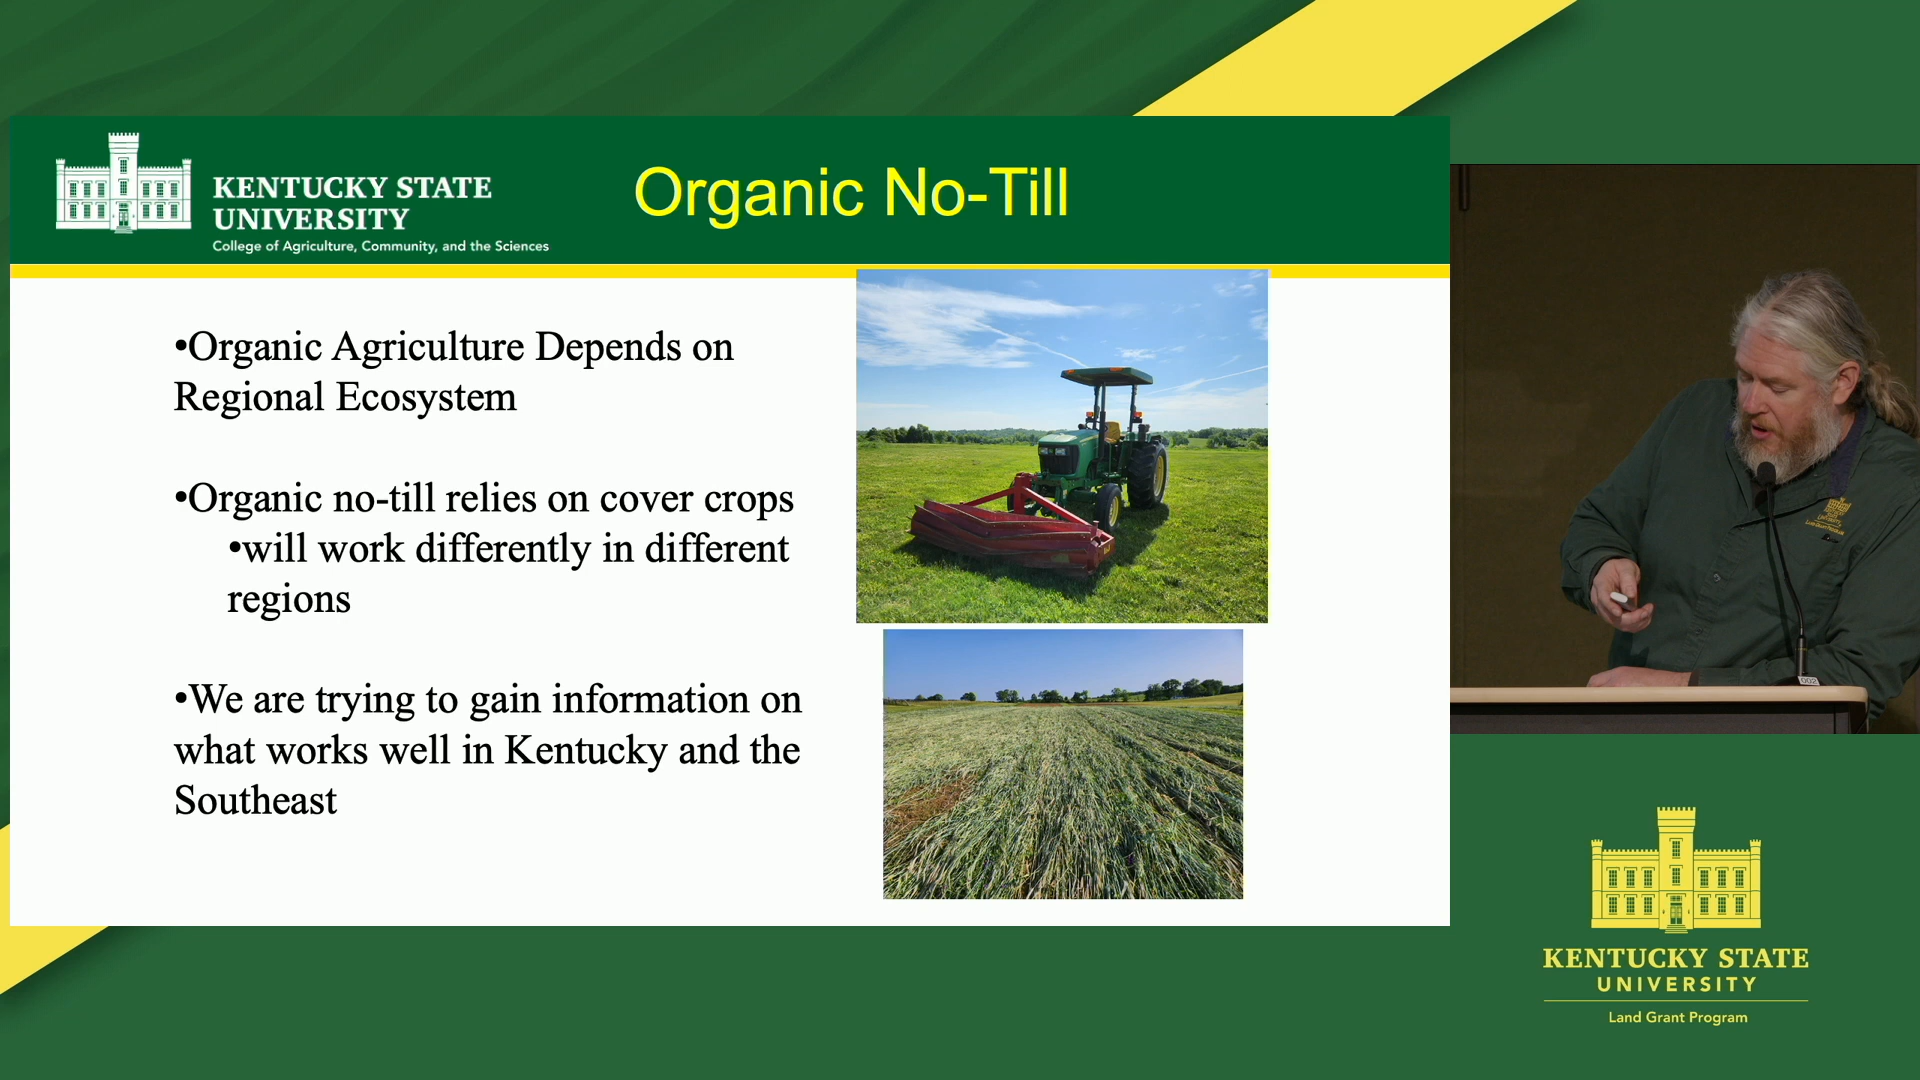 KENTUCKY STATE
UNIVERSITY
College of Agriculture, Community, and the Sciences
Organic No-Till
•Organic Agriculture Depends on
Regional Ecosystem
•Organic no-till relies on cover crops
•will work differently in different
regions
•We are trying to gain information on
what works well in Kentucky and the
Southeast
002
KENTUCKY STATE
UNIVERSITY
Land Grant Program